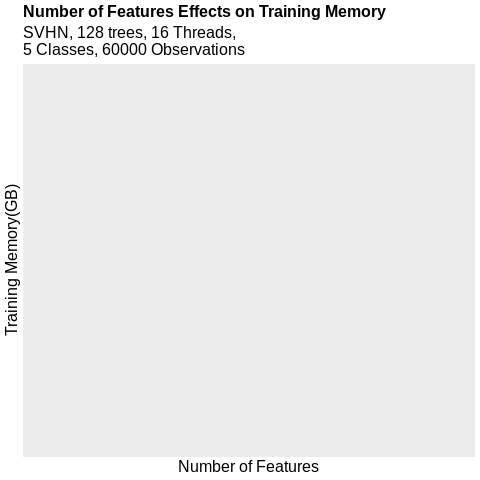 Number of Features Effects on Training Memory
SVHN, 128 trees, 16 Threads,
5 Classes, 60000 Observations
Training Memory(GB)
Number of Features